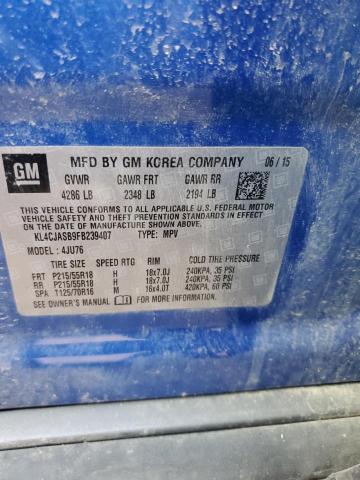 GM
MFD BY GM KOREA COMPANY 06 / 15
GVWR GAWR FRT GAWR RR
4286 LB 2348 LB 2194 LB
THIS VEHICLE CONFORMS TO ALL APPLICABLE U.S. FEDERAL MOTOR
VEHICLE SAFETY, BUMPER, AND THEFT PREVENTION STANDARDS IN EFFECT ON THE
DATE OF MANUFACTURE SHOWN ABOVE.
KL4CJASB9FB239407 TYPE: MPV
MODEL : 4JU76
TIRE SIZE SPEED RTG RIM COLD TIRE PRESSURE
FRT P215/55R18 H 18x7.0J 240KPA, 35 PSI
RR P215/55R18 H 18x7.0J 240KPA, 35 PSI
SPA T125/70R16 M 16x4.0T 420KPA, 60 PSI
SEE OWNER'S MANUAL FOR MORE INFORMATION